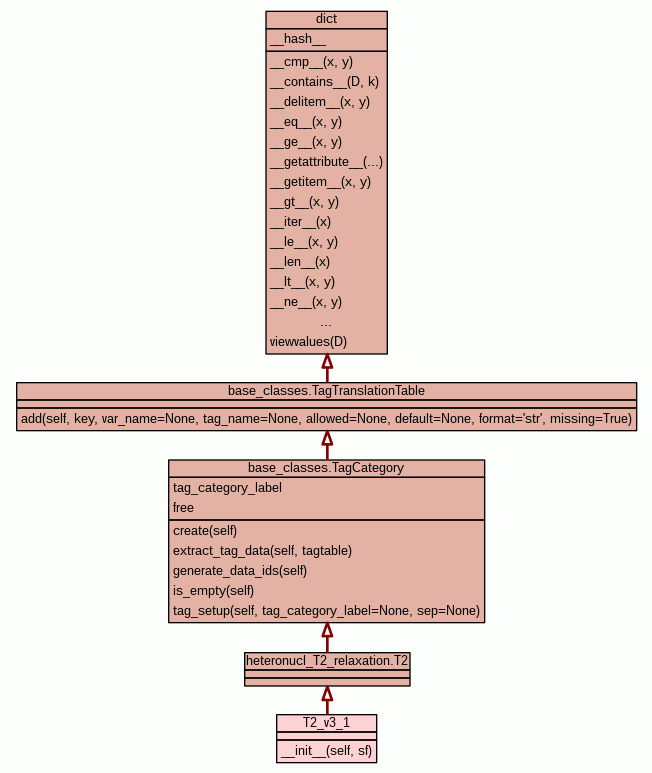 dict
__hash__
__cmp__(x, y)
__contains__(D, k)
__delitem__(x, y)
__eq__(x, y)
__ge__(x, y)
__getattribute__(...)
__getitem__(x, y)
__gt__(x, y)
__iter__(x)
__le__(x, y)
__len__(x)
__lt__(x, y)
__ne__(x, y)
...
viewvalues(D)
base_classes.TagTranslationTable
add(self, key, var_name=None, tag_name=None, allowed=None, default=None, format='str', missing=True)
base_classes.TagCategory
tag_category_label
free
create(self)
extract_tag_data(self, tagtable)
generate_data_ids(self)
is_empty(self)
tag_setup(self, tag_category_label=None, sep=None)
heteronucl_T2_relaxation.T2
T2_v3_1
__init__(self, sf)